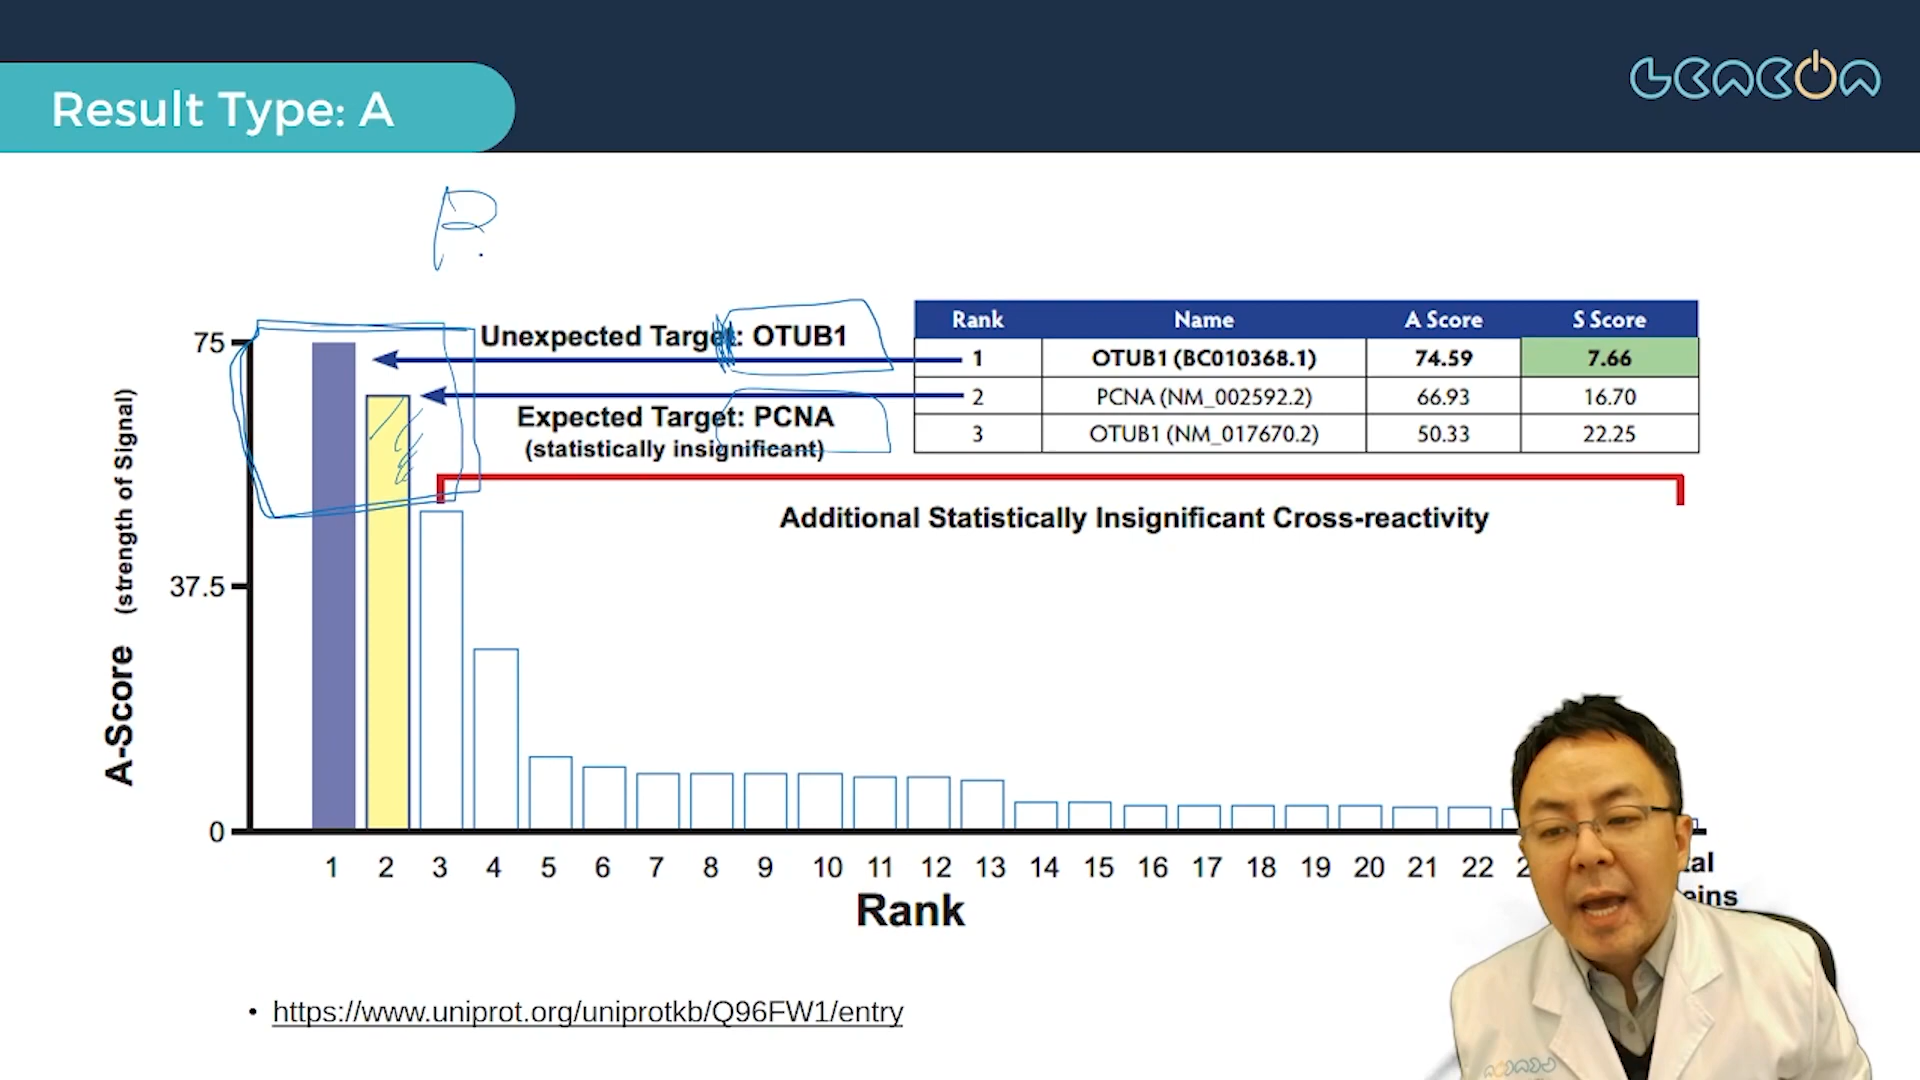 Result Type: A
LEACON
P.
Unexpected Target: OTUB1
Expected Target: PCNA
(statistically insignificant)
Rank Name A Score S Score
1 OTUB1 (BC010368.1) 74.59 7.66
2 PCNA (NM_002592.2) 66.93 16.70
3 OTUB1 (NM_017670.2) 50.33 22.25
Additional Statistically Insignificant Cross-reactivity
A-Score (strength of Signal)
75
37.5
0
1 2 3 4 5 6 7 8 9 10 11 12 13 14 15 16 17 18 19 20 21 22
Rank
• https://www.uniprot.org/uniprotkb/Q96FW1/entry